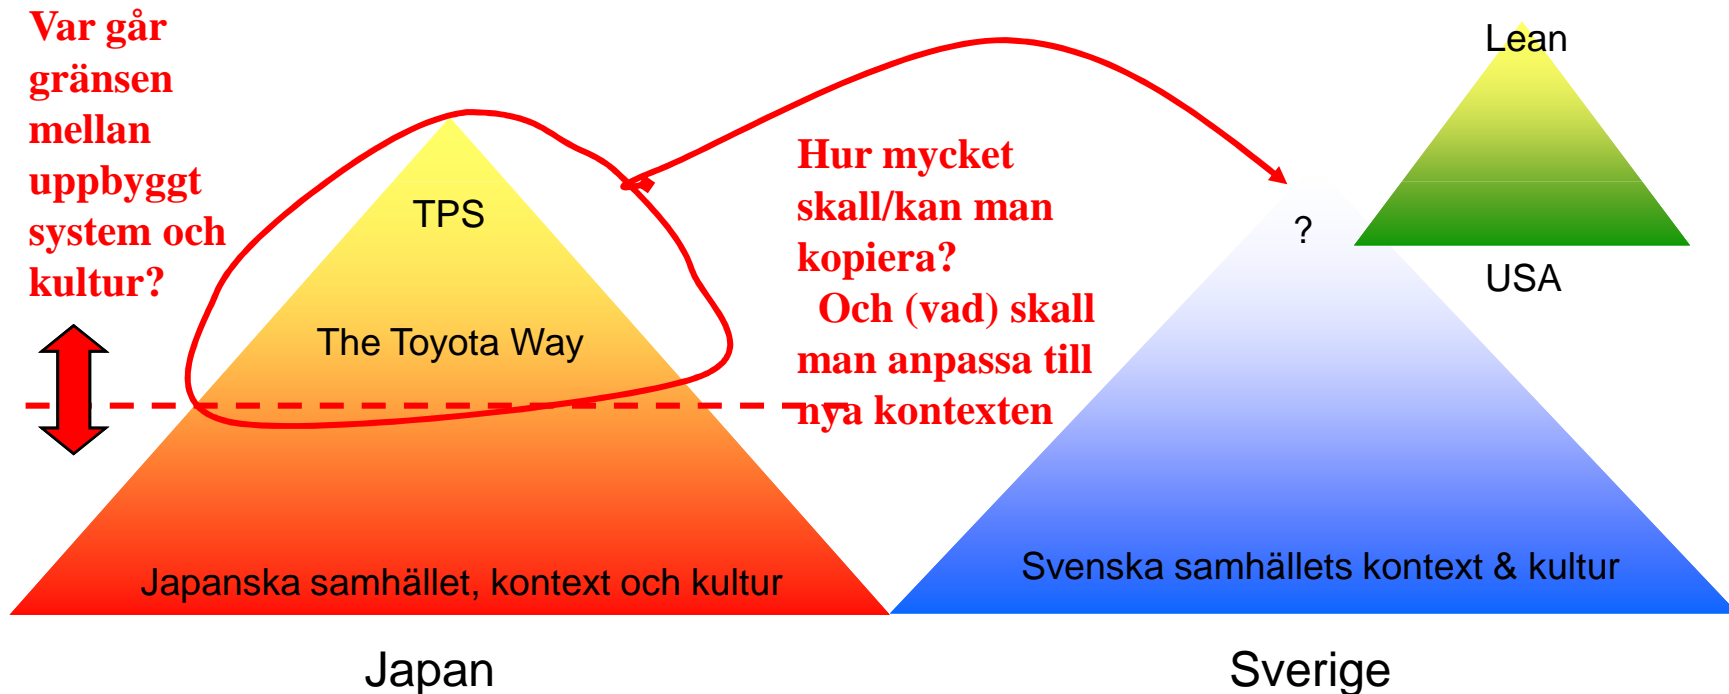 Var går
gränsen
mellan
uppbyggt
system och
kultur?
TPS
The Toyota Way
Japanska samhället, kontext och kultur
Japan
Hur mycket
skall/kan man
kopiera?
Och (vad) skall
man anpassa till
nya kontexten
?
Svenska samhällets kontext & kultur
Sverige
Lean
USA